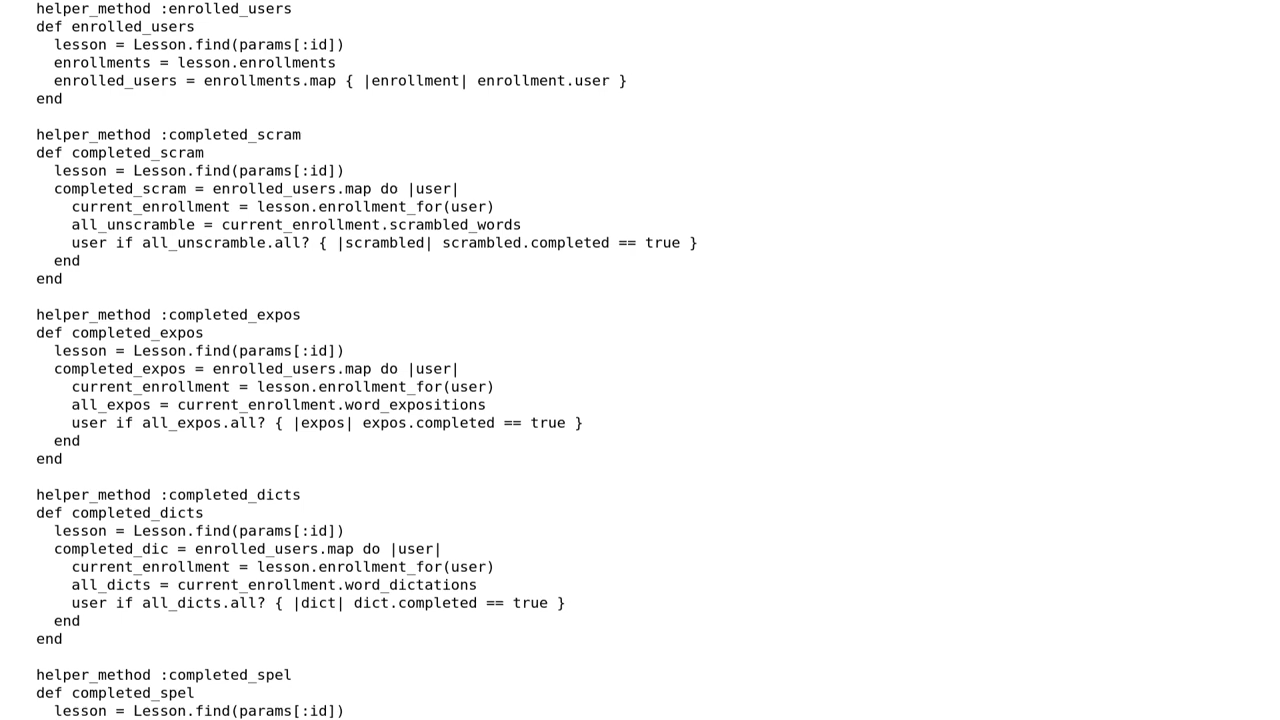 helper_method :enrolled_users
def enrolled_users
  lesson = Lesson.find(params[:id])
  enrollments = lesson.enrollments
  enrolled_users = enrollments.map { |enrollment| enrollment.user }
end

helper_method :completed_scram
def completed_scram
  lesson = Lesson.find(params[:id])
  completed_scram = enrolled_users.map do |user|
    current_enrollment = lesson.enrollment_for(user)
    all_unscramble = current_enrollment.scrambled_words
    user if all_unscramble.all? { |scrambled| scrambled.completed == true }
  end
end

helper_method :completed_expos
def completed_expos
  lesson = Lesson.find(params[:id])
  completed_expos = enrolled_users.map do |user|
    current_enrollment = lesson.enrollment_for(user)
    all_expos = current_enrollment.word_expositions
    user if all_expos.all? { |expos| expos.completed == true }
  end
end

helper_method :completed_dicts
def completed_dicts
  lesson = Lesson.find(params[:id])
  completed_dic = enrolled_users.map do |user|
    current_enrollment = lesson.enrollment_for(user)
    all_dicts = current_enrollment.word_dictations
    user if all_dicts.all? { |dict| dict.completed == true }
  end
end

helper_method :completed_spel
def completed_spel
  lesson = Lesson.find(params[:id])